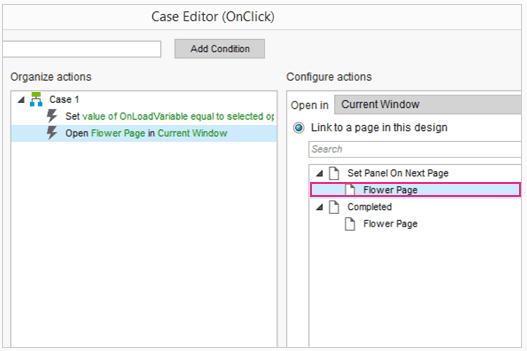 Case Editor (OnClick)
Add Condition
Organize actions
Case 1
Set value of OnLoadVariable equal to selected op
Open Flower Page in Current Window
Configure actions
Open in Current Window
Link to a page in this design
Search
Set Panel On Next Page
Flower Page
Completed
Flower Page